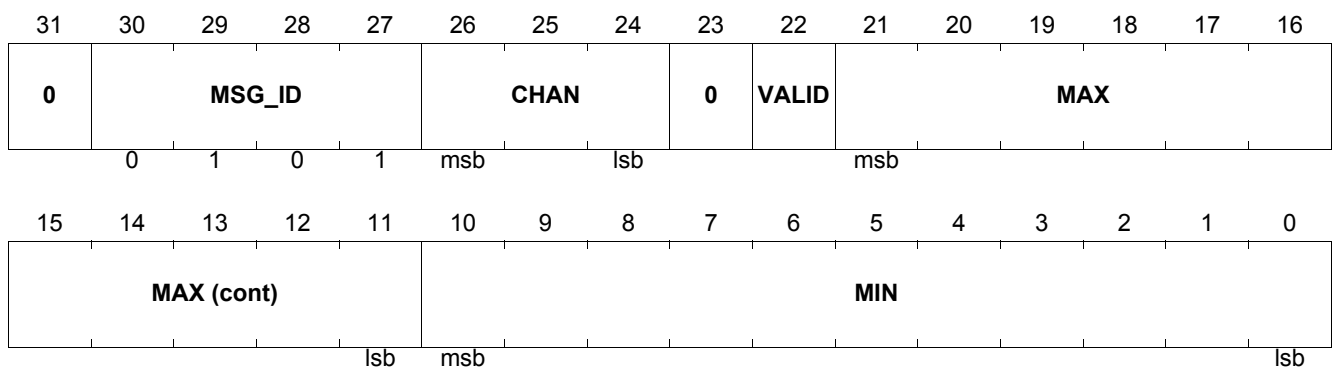 31 30 29 28 27 26 25 24 23 22 21 20 19 18 17 16
0 MSG_ID CHAN 0 VALID MAX
0 1 0 1 msb lsb msb
15 14 13 12 11 10 9 8 7 6 5 4 3 2 1 0
MAX (cont) MIN
lsb msb lsb